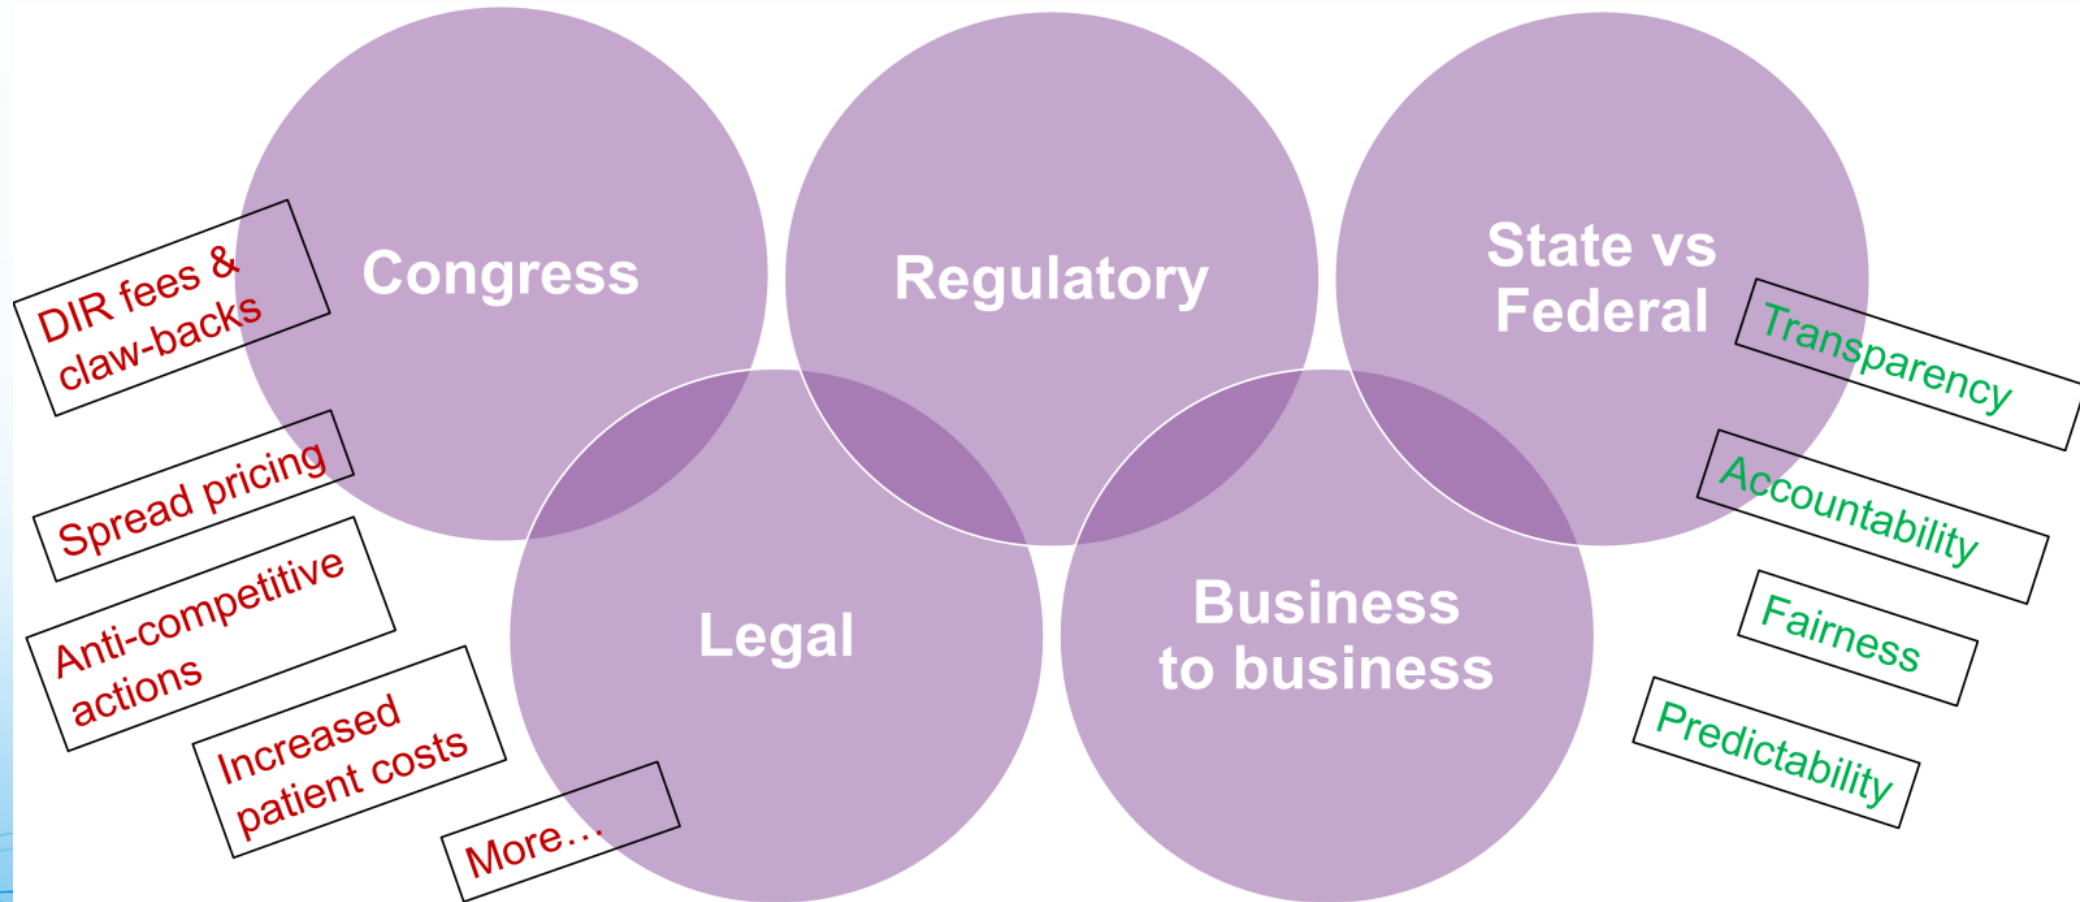 Congress
Regulatory
State vs
Federal
Legal
Business
to business
DIR fees &
claw-backs
Spread pricing
Anti-competitive
actions
Increased
patient costs
More…
Transparency
Accountability
Fairness
Predictability